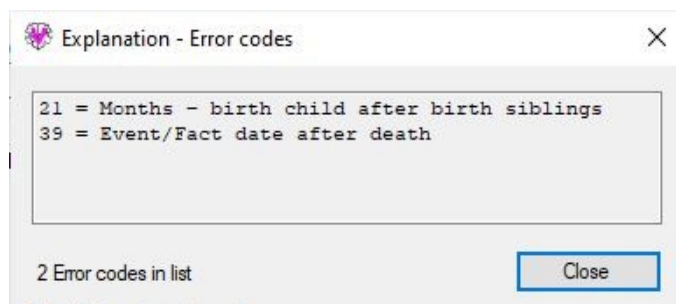 Explanation - Error codes
21 = Months - birth child after birth siblings
39 = Event/Fact date after death
2 Error codes in list
Close